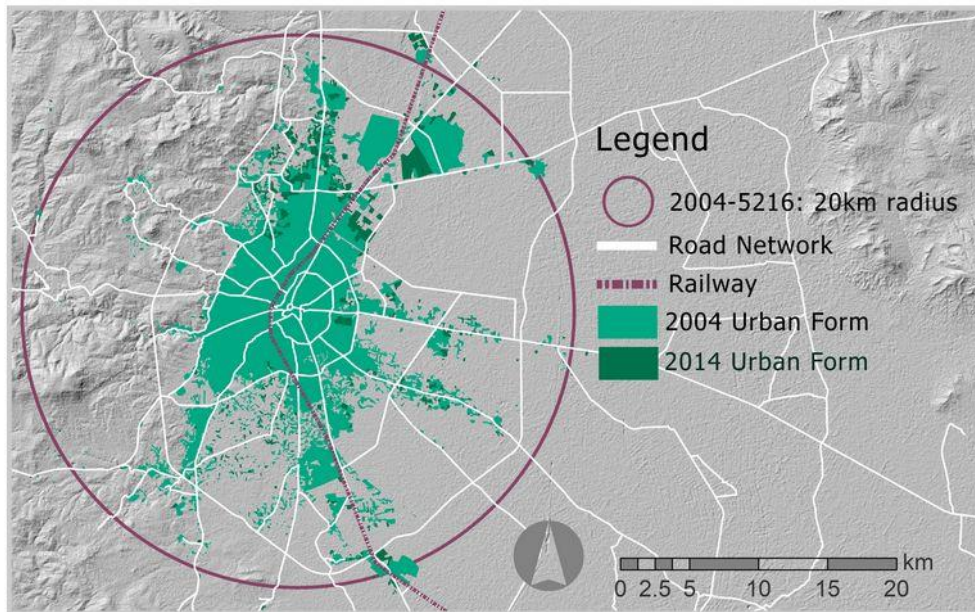 Legend
2004-5216: 20km radius
Road Network
Railway
2004 Urban Form
2014 Urban Form
km
0 2.5 5 10 15 20